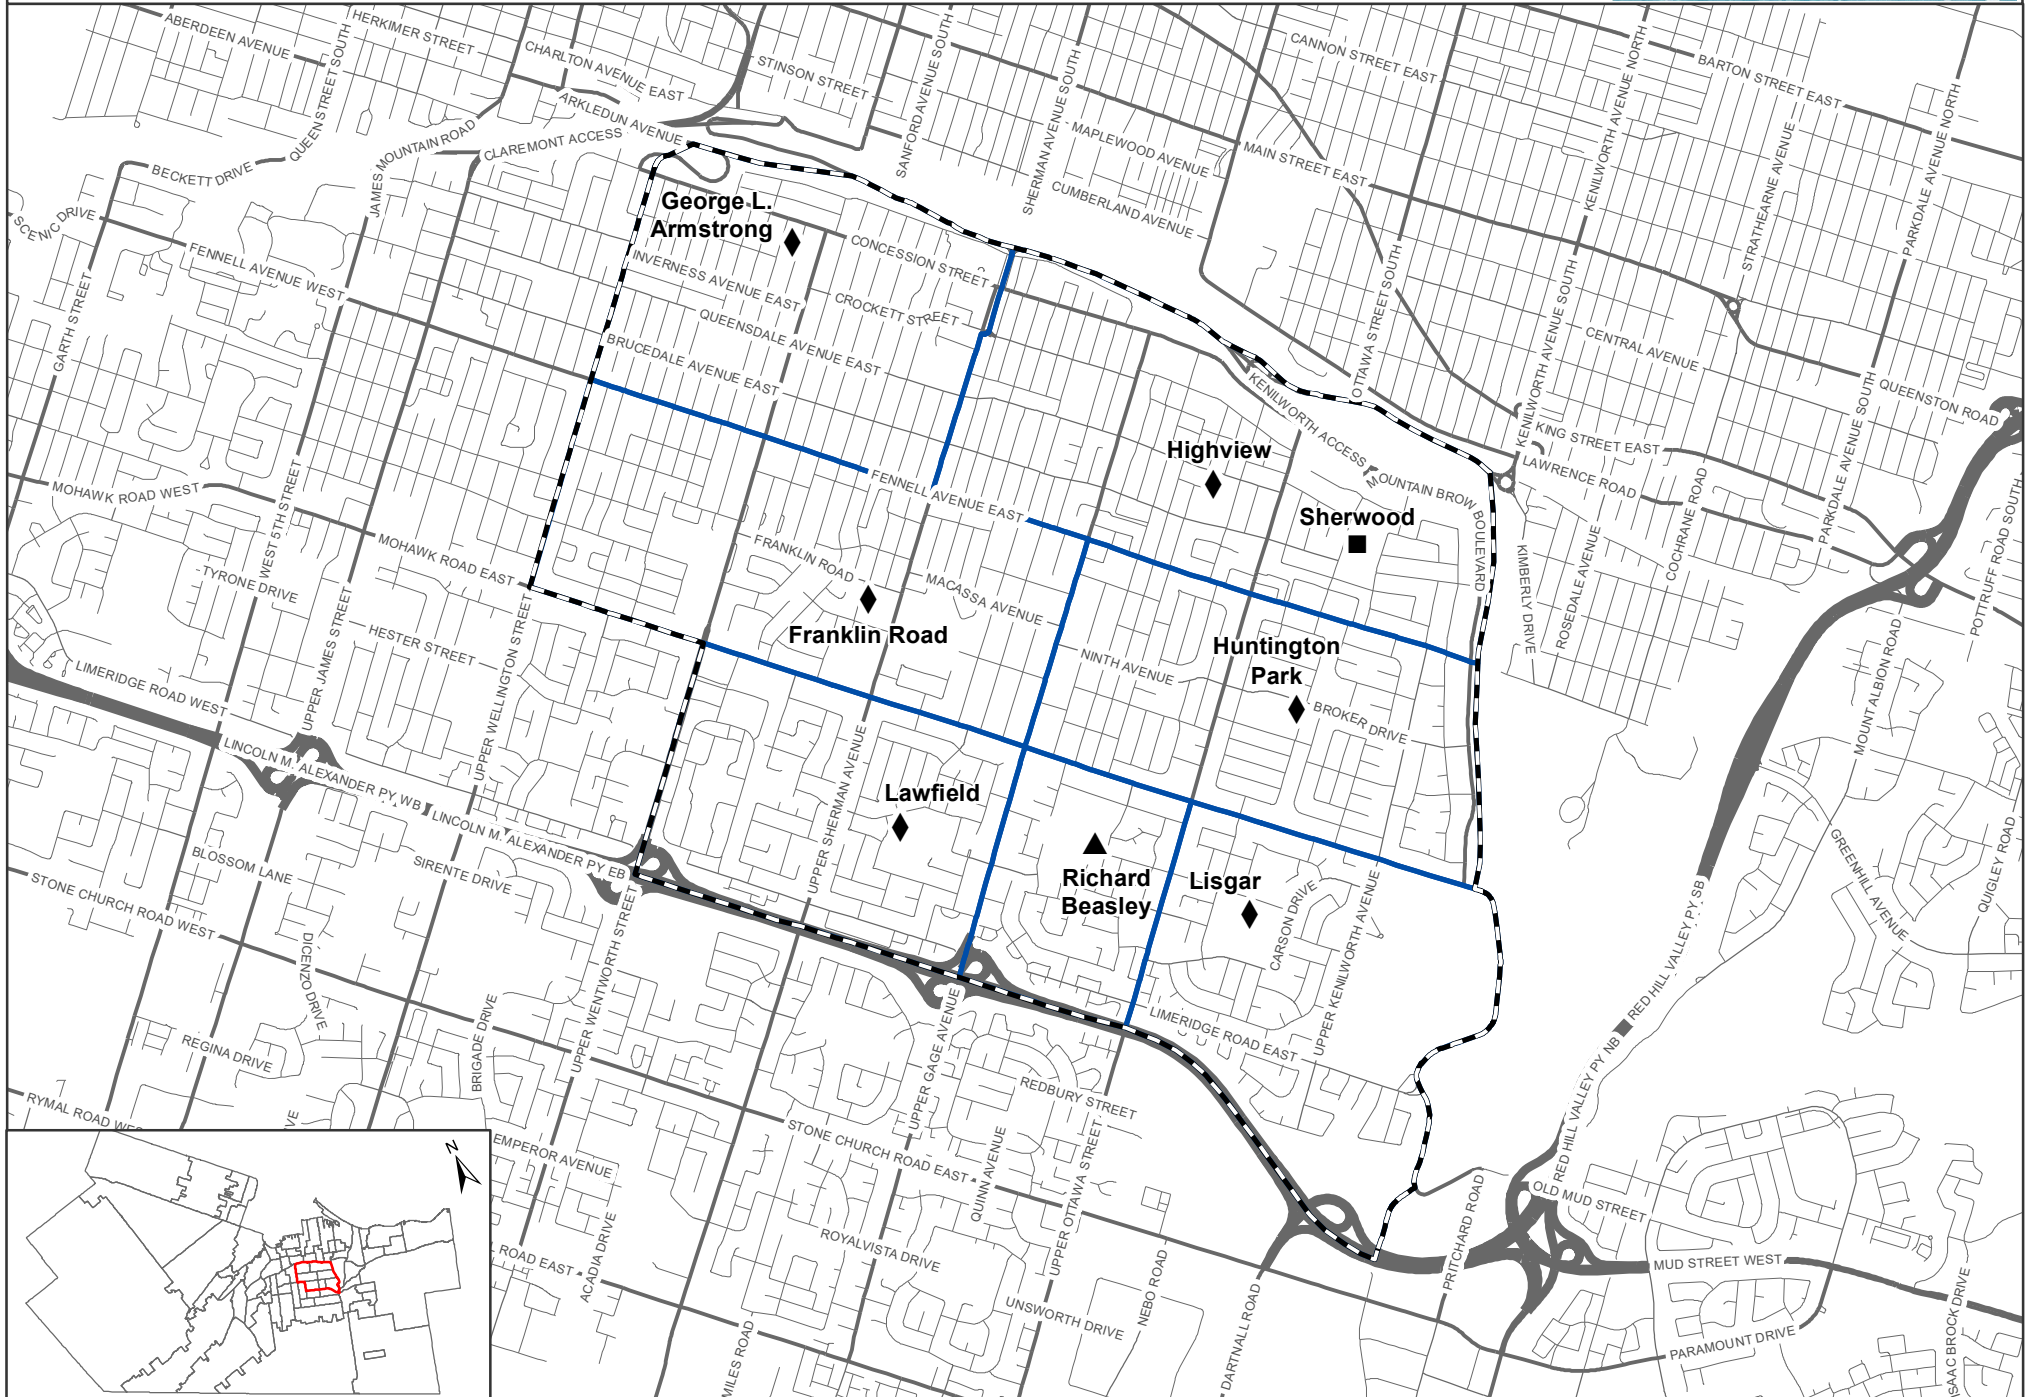 ABERDEEN AVENUE
HERKIMER STREET
QUEEN STREET SOUTH
CHARLTON AVENUE EAST
STINSON STREET
SANFORD AVENUE SOUTH
SHERMAN AVENUE SOUTH
CANNON STREET EAST
KENILWORTH AVENUE NORTH
BARTON STREET EAST
PARKDALE AVENUE NORTH
ARKLEDUN AVENUE
JAMES MOUNTAIN ROAD
CLAREMONT ACCESS
BECKETT DRIVE
MAPLEWOOD AVENUE
MAIN STREET EAST
CUMBERLAND AVENUE
STRATHEARNE AVENUE
SCENIC DRIVE
FENNELL AVENUE WEST
GARTH STREET
George L.
Armstrong
INVERNESS AVENUE EAST
CONCESSION STREET
CROCKETT STREET
QUEENSDALE AVENUE EAST
BRUCEDALE AVENUE EAST
OTTAWA STREET SOUTH
KENILWORTH AVENUE SOUTH
CENTRAL AVENUE
QUEENSTON ROAD
PARKDALE AVENUE SOUTH
KENILWORTH ACCESS
KING STREET EAST
LAWRENCE ROAD
COCHRANE ROAD
Highview
MOUNTAIN BROW BOULEVARD
Sherwood
FENNELL AVENUE EAST
MOHAWK ROAD WEST
WEST 5TH STREET
MOHAWK ROAD EAST
TYRONE DRIVE
UPPER JAMES STREET
HESTER STREET
UPPER WELLINGTON STREET
FRANKLIN ROAD
MACASSA AVENUE
Franklin Road
NINTH AVENUE
Huntington
Park
BROKER DRIVE
KIMBERLY DRIVE
ROSEDALE AVENUE
POTTRUFF ROAD SOUTH
MOUNT ALBION ROAD
LIMERIDGE ROAD WEST
LINCOLN M. ALEXANDER PY WB
LINCOLN M. ALEXANDER PY EB
UPPER SHERMAN AVENUE
Lawfield
Richard
Beasley
Lisgar
CARSON DRIVE
UPPER KENILWORTH AVENUE
GREENHILL AVENUE
QUIGLEY ROAD
BLOSSOM LANE
SIRENTE DRIVE
STONE CHURCH ROAD WEST
DICENZO DRIVE
UPPER WENTWORTH STREET
BRIGADE DRIVE
REGINA DRIVE
UPPER GAGE AVENUE
LIMERIDGE ROAD EAST
RED HILL VALLEY PY SB
RED HILL VALLEY PY NB
RED HILL VALLEY PY SB
REDBURY STREET
RYMAL ROAD WES
VE
EMPEROR AVENUE
STONE CHURCH ROAD EAST
QUINN AVENUE
UPPER OTTAWA STREET
PRITCHARD ROAD
OLD MUD STREET
N
ROAD EAST
ACADIA DRIVE
ROYALVISTA DRIVE
NEBO ROAD
UNSWORTH DRIVE
DARTNALL ROAD
MUD STREET WEST
PARAMOUNT DRIVE
ISAAC BROCK DRIVE
MILES ROAD